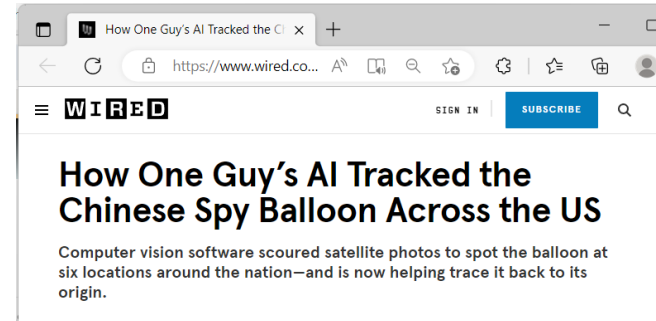 How One Guy's AI Tracked the Cl
https://www.wired.co...
WIRED
SIGN IN
SUBSCRIBE
How One Guy's AI Tracked the
Chinese Spy Balloon Across the US
Computer vision software scoured satellite photos to spot the balloon at
six locations around the nation—and is now helping trace it back to its
origin.